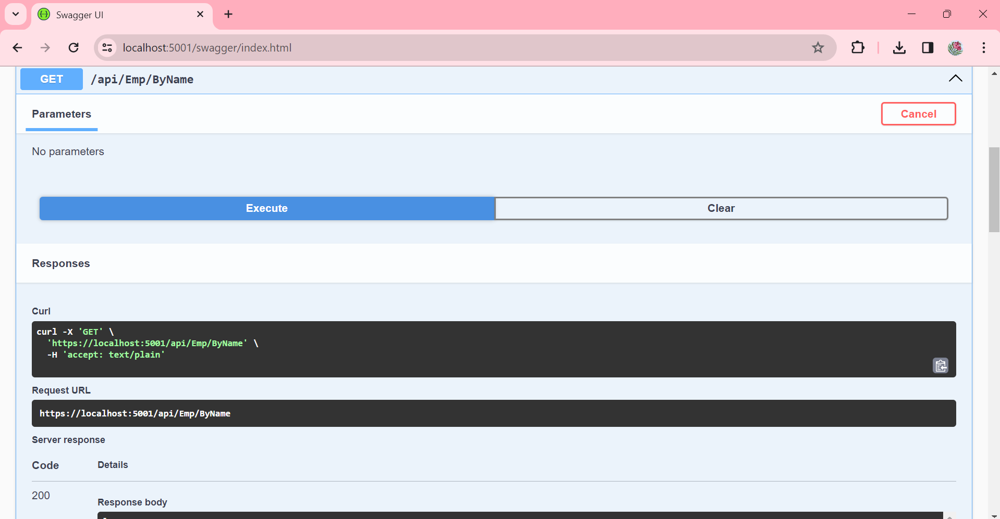 Swagger UI
localhost:5001/swagger/index.html
GET /api/Emp/ByName
Parameters
Cancel
No parameters
Execute
Clear
Responses
Curl
curl -X 'GET' \
'https://localhost:5001/api/Emp/ByName' \
-H 'accept: text/plain'
Request URL
https://localhost:5001/api/Emp/ByName
Server response
Code Details
200
Response body